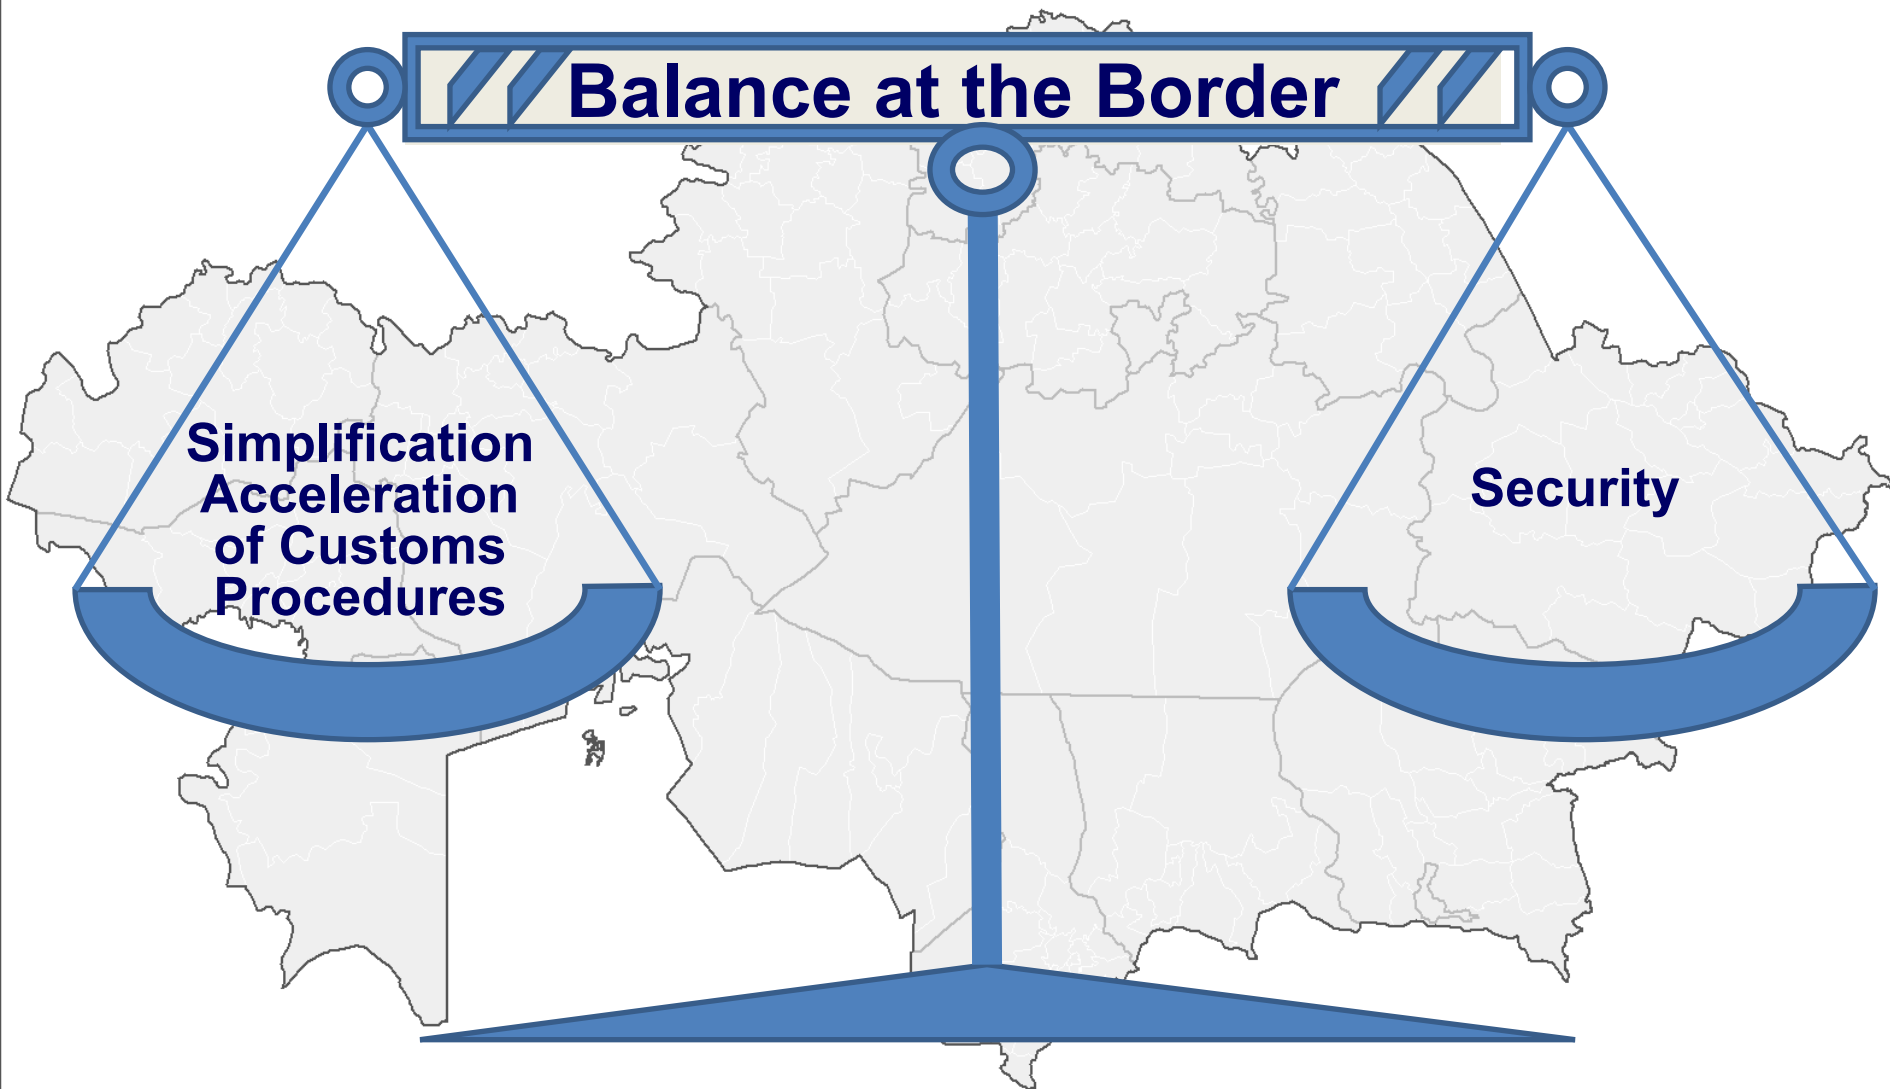 Balance at the Border
Simplification
Acceleration
of Customs
Procedures
Security